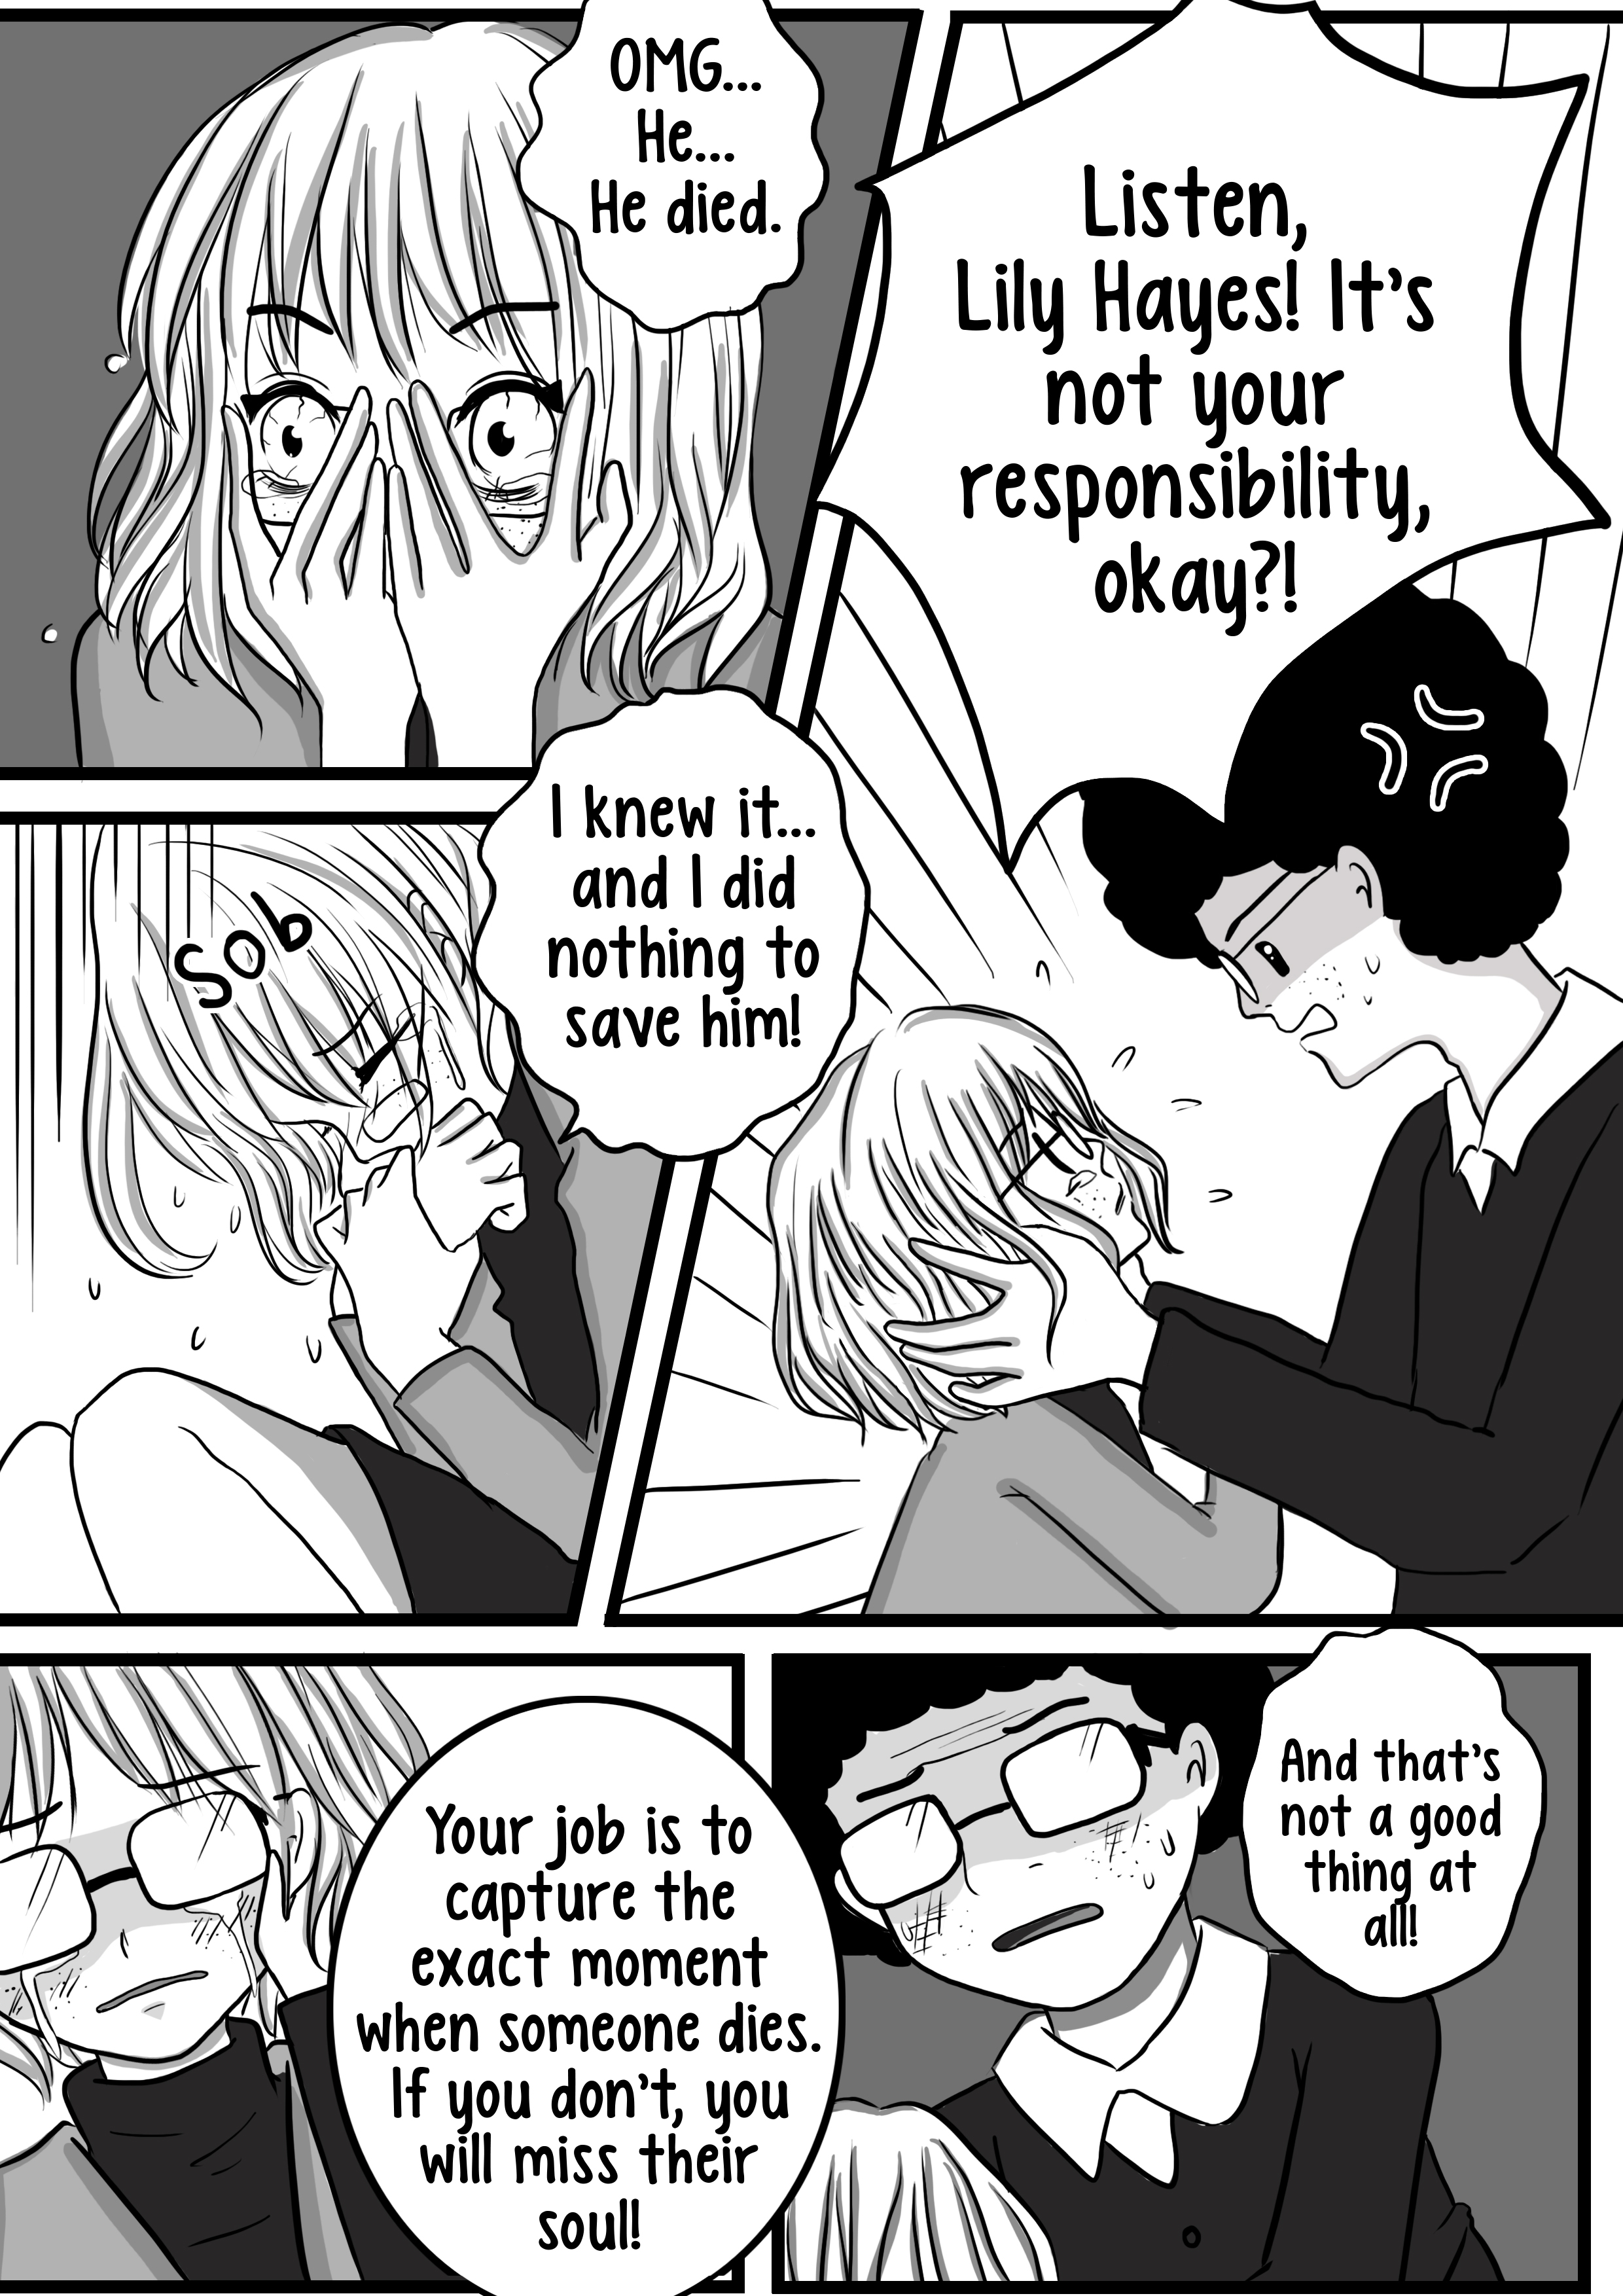 OMG...
He...
He died.
I knew it...
and I did
nothing to
save him!
Sob
Listen,
Lily Hayes! It's
not your
responsibility,
okay?!
Your job is to
capture the
exact moment
when someone dies.
If you don't, you
will miss their
soul!
And that's
not a good
thing at
all!